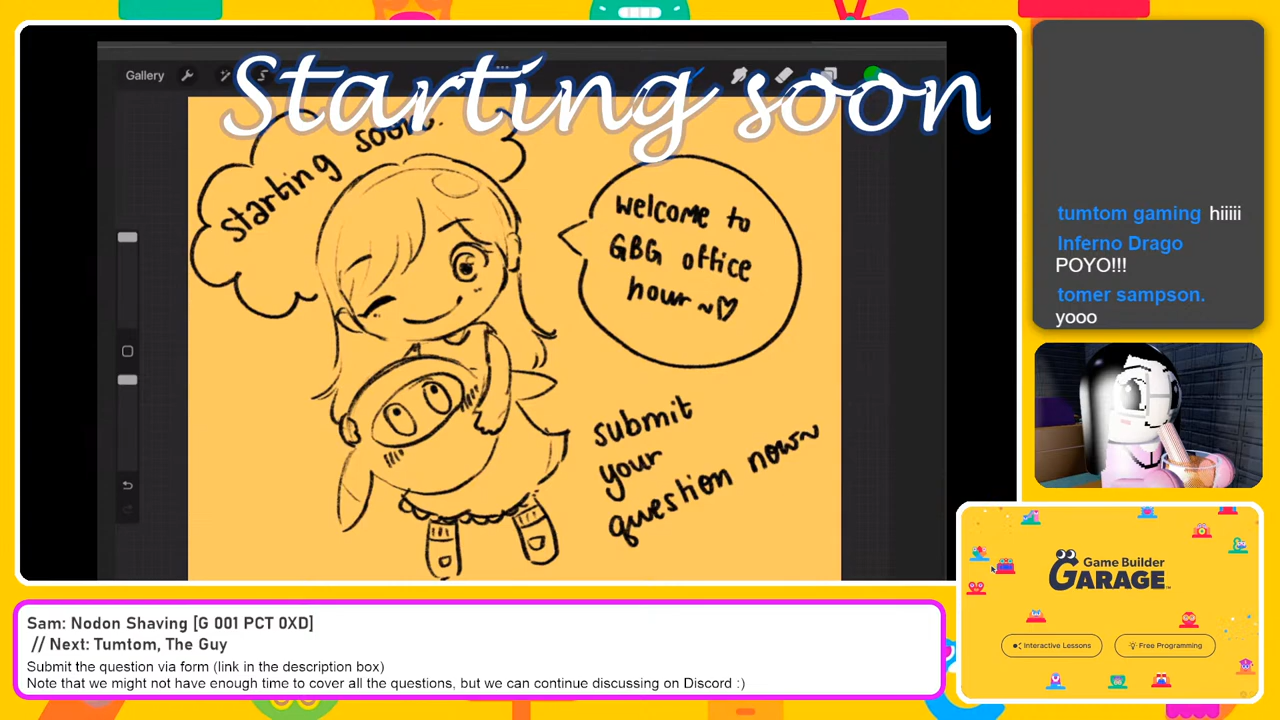 Gallery
Starting soon
starting soon.
welcome to
GBG office
hour~♡
submit
your
question now~
tumtom gaming hiiiii
Inferno Drago
POYO!!!
tomer sampson.
yooo
Game Builder
GARAGE™
Interactive Lessons
Free Programming
Sam: Nodon Shaving [G 001 PCT 0XD]
// Next: Tumtom, The Guy
Submit the question via form (link in the description box)
Note that we might not have enough time to cover all the questions, but we can continue discussing on Discord :)